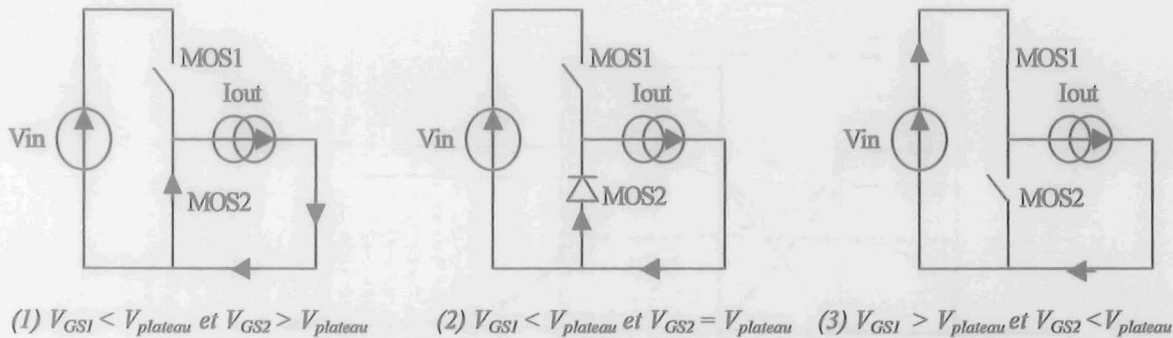 MOS1
Iout
Vin
MOS2
(1) V_GS1 < V_plateau et V_GS2 > V_plateau
MOS1
Iout
Vin
MOS2
(2) V_GS1 < V_plateau et V_GS2 = V_plateau
MOS1
Iout
Vin
MOS2
(3) V_GS1 > V_plateau et V_GS2 < V_plateau